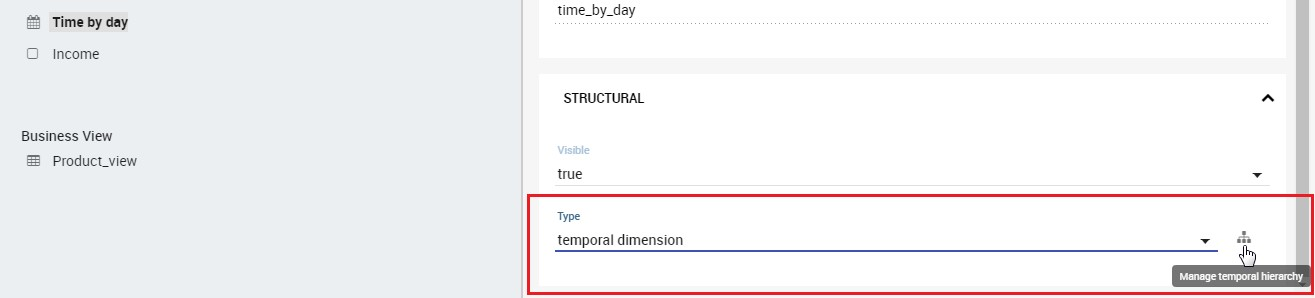 Time by day
Income
Business View
Product_view
time_by_day
STRUCTURAL
Visible
true
Type
temporal dimension
Manage temporal hierarchy